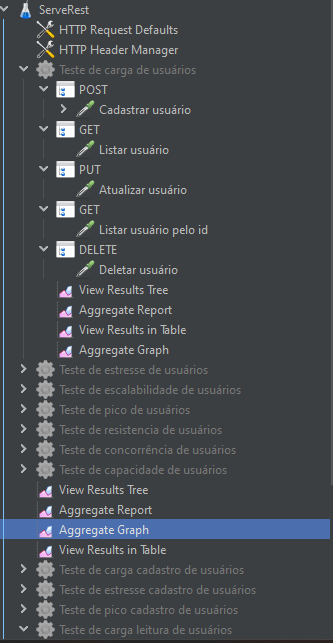 ServeRest
HTTP Request Defaults
HTTP Header Manager
Teste de carga de usuários
POST
Cadastrar usuário
GET
Listar usuário
PUT
Atualizar usuário
GET
Listar usuário pelo id
DELETE
Deletar usuário
View Results Tree
Aggregate Report
View Results in Table
Aggregate Graph
Teste de estresse de usuários
Teste de escalabilidade de usuários
Teste de pico de usuários
Teste de resistencia de usuários
Teste de concorrência de usuários
Teste de capacidade de usuários
View Results Tree
Aggregate Report
Aggregate Graph
View Results in Table
Teste de carga cadastro de usuários
Teste de estresse cadastro de usuários
Teste de pico cadastro de usuários
Teste de carga leitura de usuários